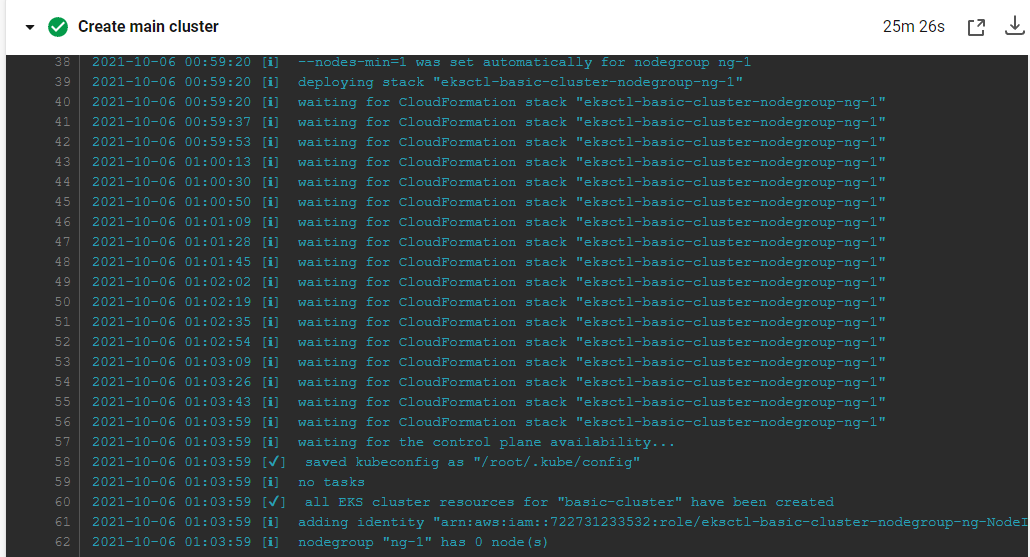 Create main cluster 25m 26s
38 2021-10-06 00:59:20 [ℹ] --nodes-min=1 was set automatically for nodegroup ng-1
39 2021-10-06 00:59:20 [ℹ] deploying stack "eksctl-basic-cluster-nodegroup-ng-1"
40 2021-10-06 00:59:20 [ℹ] waiting for CloudFormation stack "eksctl-basic-cluster-nodegroup-ng-1"
41 2021-10-06 00:59:37 [ℹ] waiting for CloudFormation stack "eksctl-basic-cluster-nodegroup-ng-1"
42 2021-10-06 00:59:53 [ℹ] waiting for CloudFormation stack "eksctl-basic-cluster-nodegroup-ng-1"
43 2021-10-06 01:00:13 [ℹ] waiting for CloudFormation stack "eksctl-basic-cluster-nodegroup-ng-1"
44 2021-10-06 01:00:30 [ℹ] waiting for CloudFormation stack "eksctl-basic-cluster-nodegroup-ng-1"
45 2021-10-06 01:00:50 [ℹ] waiting for CloudFormation stack "eksctl-basic-cluster-nodegroup-ng-1"
46 2021-10-06 01:01:09 [ℹ] waiting for CloudFormation stack "eksctl-basic-cluster-nodegroup-ng-1"
47 2021-10-06 01:01:28 [ℹ] waiting for CloudFormation stack "eksctl-basic-cluster-nodegroup-ng-1"
48 2021-10-06 01:01:45 [ℹ] waiting for CloudFormation stack "eksctl-basic-cluster-nodegroup-ng-1"
49 2021-10-06 01:02:02 [ℹ] waiting for CloudFormation stack "eksctl-basic-cluster-nodegroup-ng-1"
50 2021-10-06 01:02:19 [ℹ] waiting for CloudFormation stack "eksctl-basic-cluster-nodegroup-ng-1"
51 2021-10-06 01:02:35 [ℹ] waiting for CloudFormation stack "eksctl-basic-cluster-nodegroup-ng-1"
52 2021-10-06 01:02:54 [ℹ] waiting for CloudFormation stack "eksctl-basic-cluster-nodegroup-ng-1"
53 2021-10-06 01:03:09 [ℹ] waiting for CloudFormation stack "eksctl-basic-cluster-nodegroup-ng-1"
54 2021-10-06 01:03:26 [ℹ] waiting for CloudFormation stack "eksctl-basic-cluster-nodegroup-ng-1"
55 2021-10-06 01:03:43 [ℹ] waiting for CloudFormation stack "eksctl-basic-cluster-nodegroup-ng-1"
56 2021-10-06 01:03:59 [ℹ] waiting for CloudFormation stack "eksctl-basic-cluster-nodegroup-ng-1"
57 2021-10-06 01:03:59 [ℹ] waiting for the control plane availability...
58 2021-10-06 01:03:59 [✔] saved kubeconfig as "/root/.kube/config"
59 2021-10-06 01:03:59 [ℹ] no tasks
60 2021-10-06 01:03:59 [✔] all EKS cluster resources for "basic-cluster" have been created
61 2021-10-06 01:03:59 [ℹ] adding identity "arn:aws:iam::722731233532:role/eksctl-basic-cluster-nodegroup-ng-NodeI
62 2021-10-06 01:03:59 [ℹ] nodegroup "ng-1" has 0 node(s)